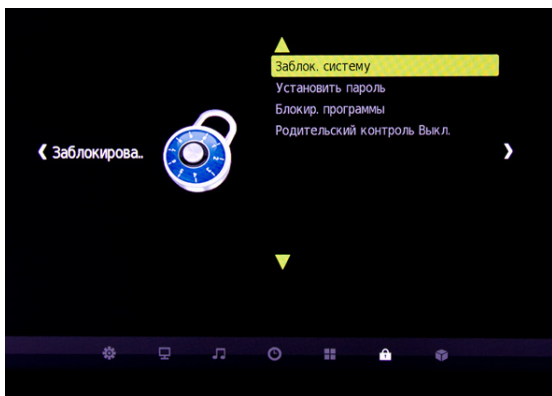 Заблок. систему
Установить пароль
Блокир. программы
Родительский контроль Выкл.
Заблокирова..